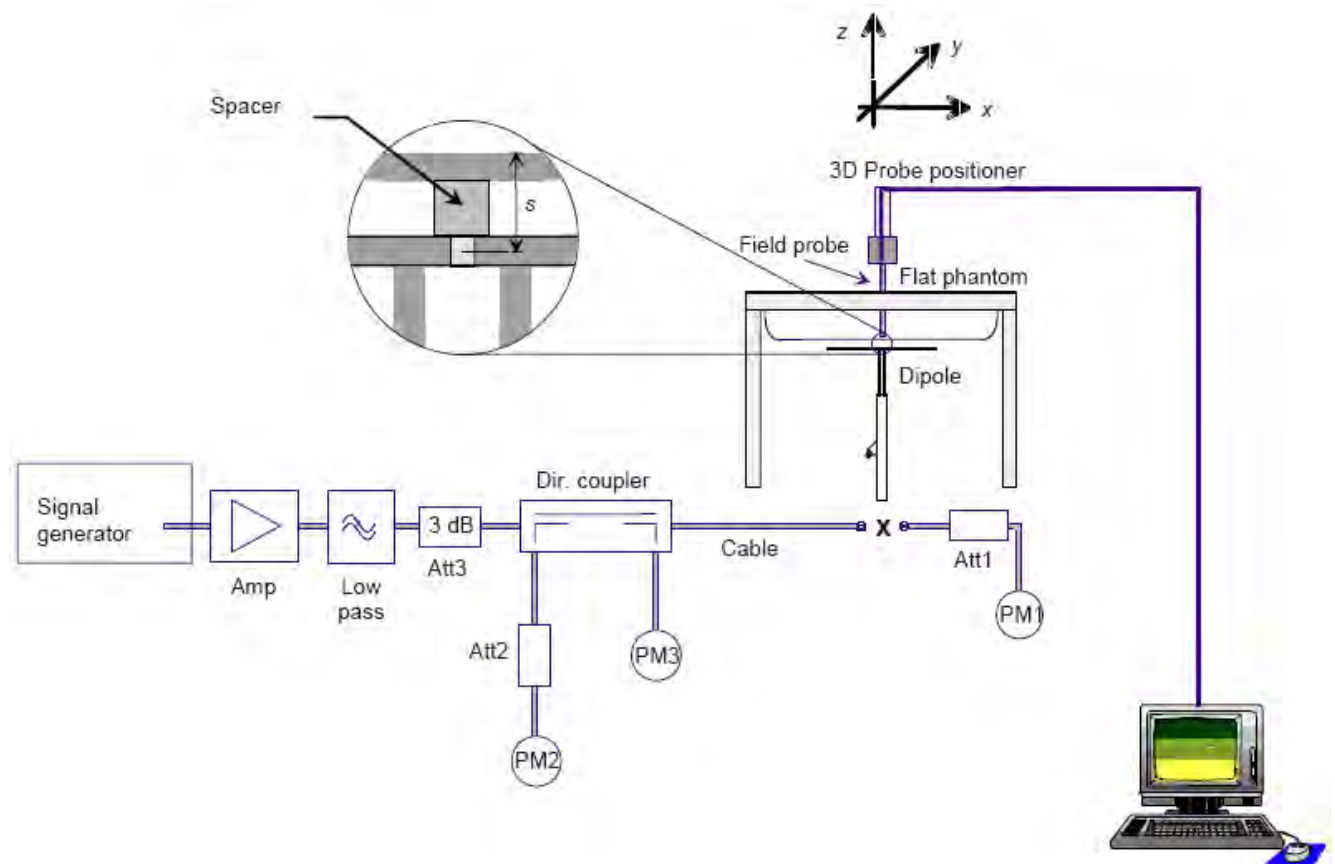 z
y
x
Spacer
s
3D Probe positioner
Field probe
Flat phantom
Dipole
Signal
generator
Amp
Low
pass
3 dB
Att3
Dir. coupler
Cable
X
Att1
PM1
Att2
PM3
PM2